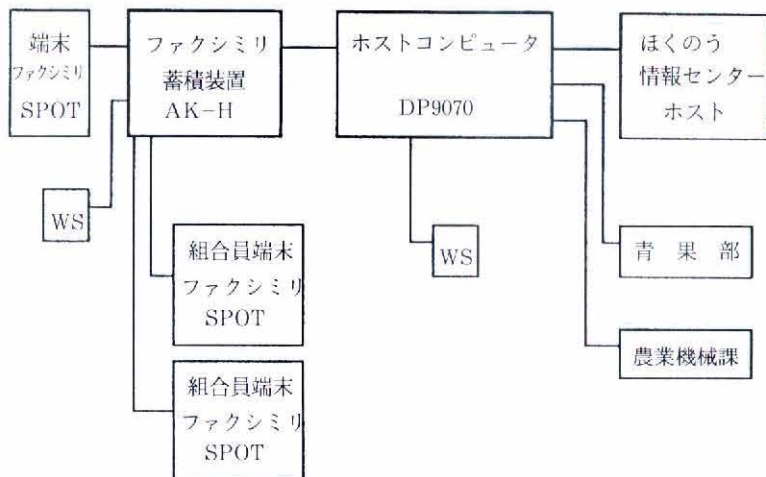 端末
ファクシミリ
SPOT
ファクシミリ
蓄積装置
AK-H
ホストコンピュータ
DP9070
ほくのう
情報センター
ホスト
WS
組合員端末
ファクシミリ
SPOT
WS
青果部
農業機械課
組合員端末
ファクシミリ
SPOT